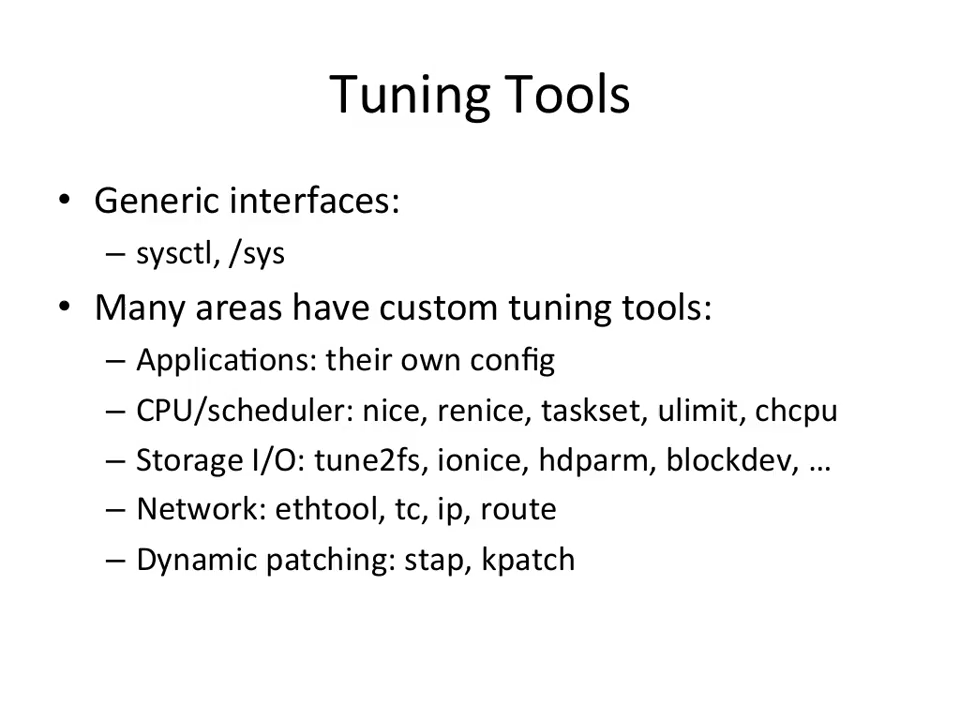 Tuning Tools
• Generic interfaces:
– sysctl, /sys
• Many areas have custom tuning tools:
– Applications: their own config
– CPU/scheduler: nice, renice, taskset, ulimit, chcpu
– Storage I/O: tune2fs, ionice, hdparm, blockdev, …
– Network: ethtool, tc, ip, route
– Dynamic patching: stap, kpatch